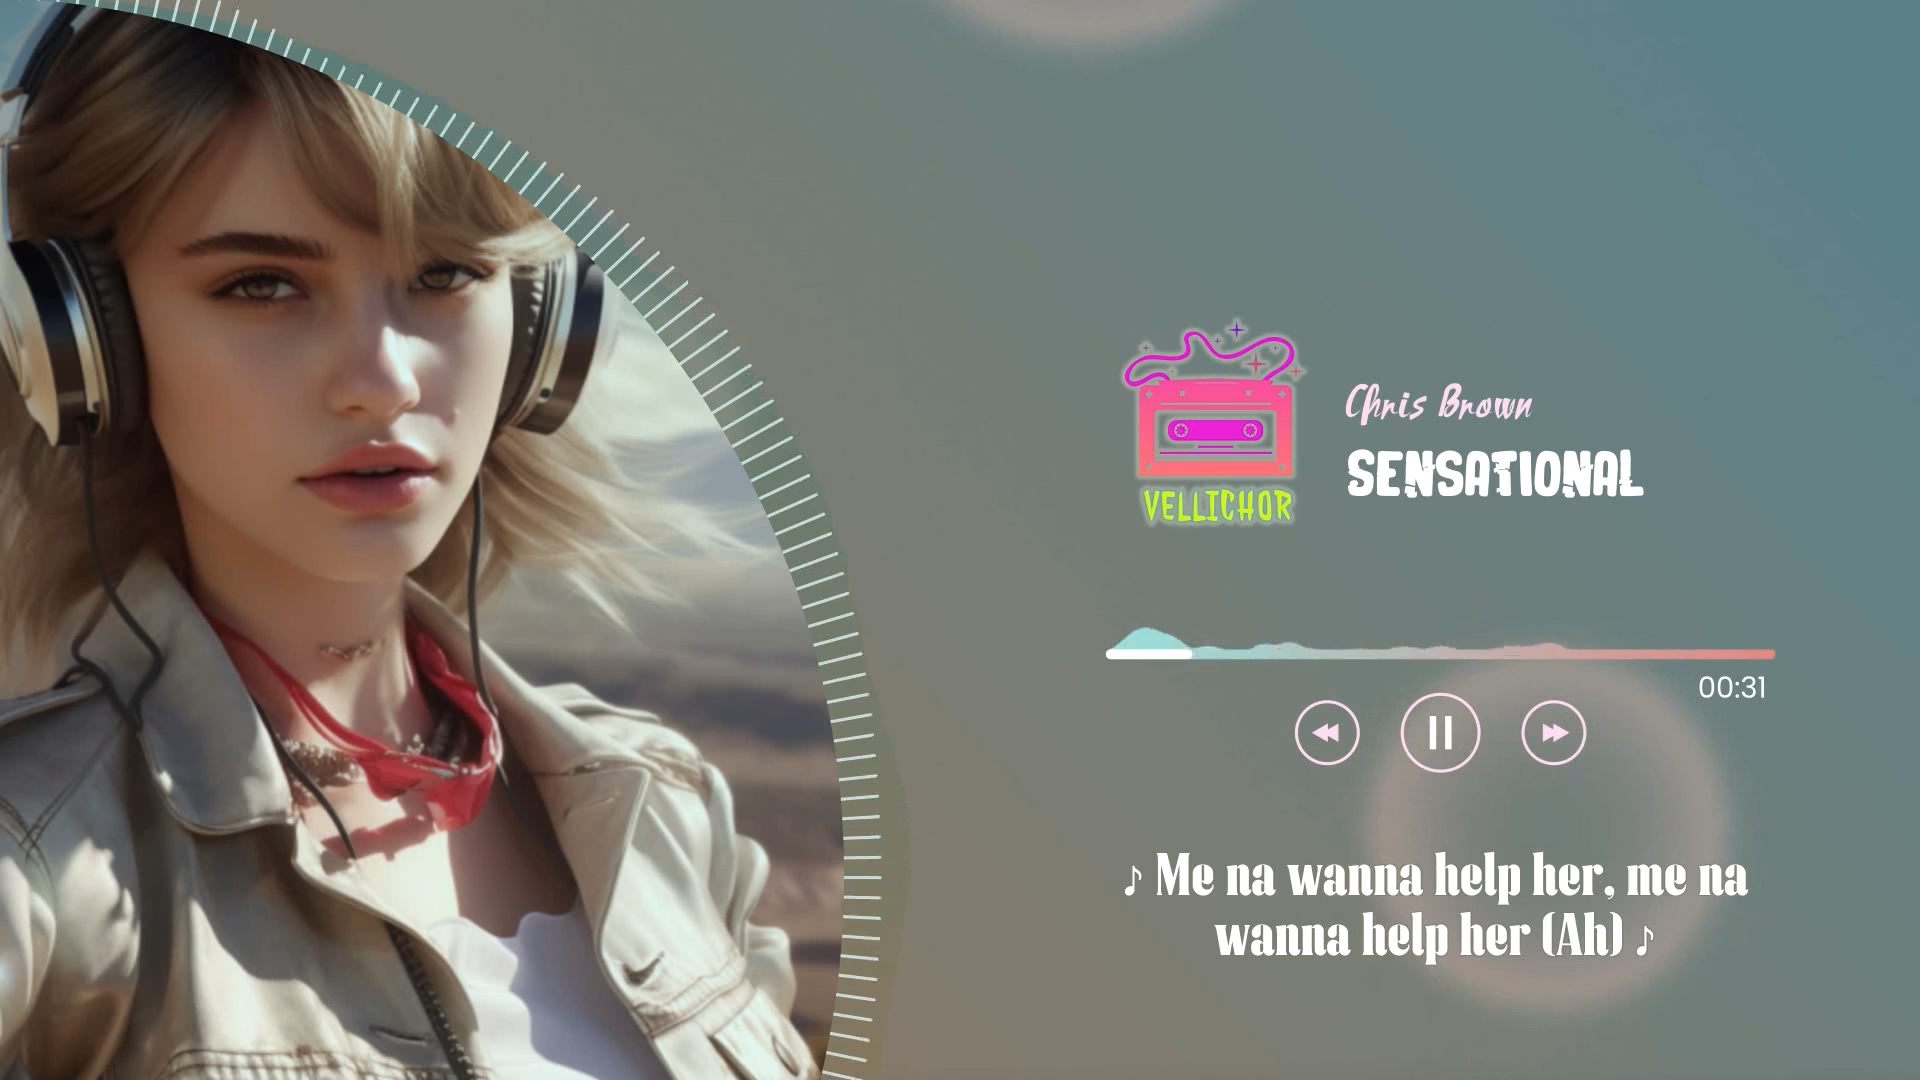 Chris Brown
SENSATIONAL
VELLICHOR
00:31
♪ Me na wanna help her, me na
wanna help her (Ah) ♪